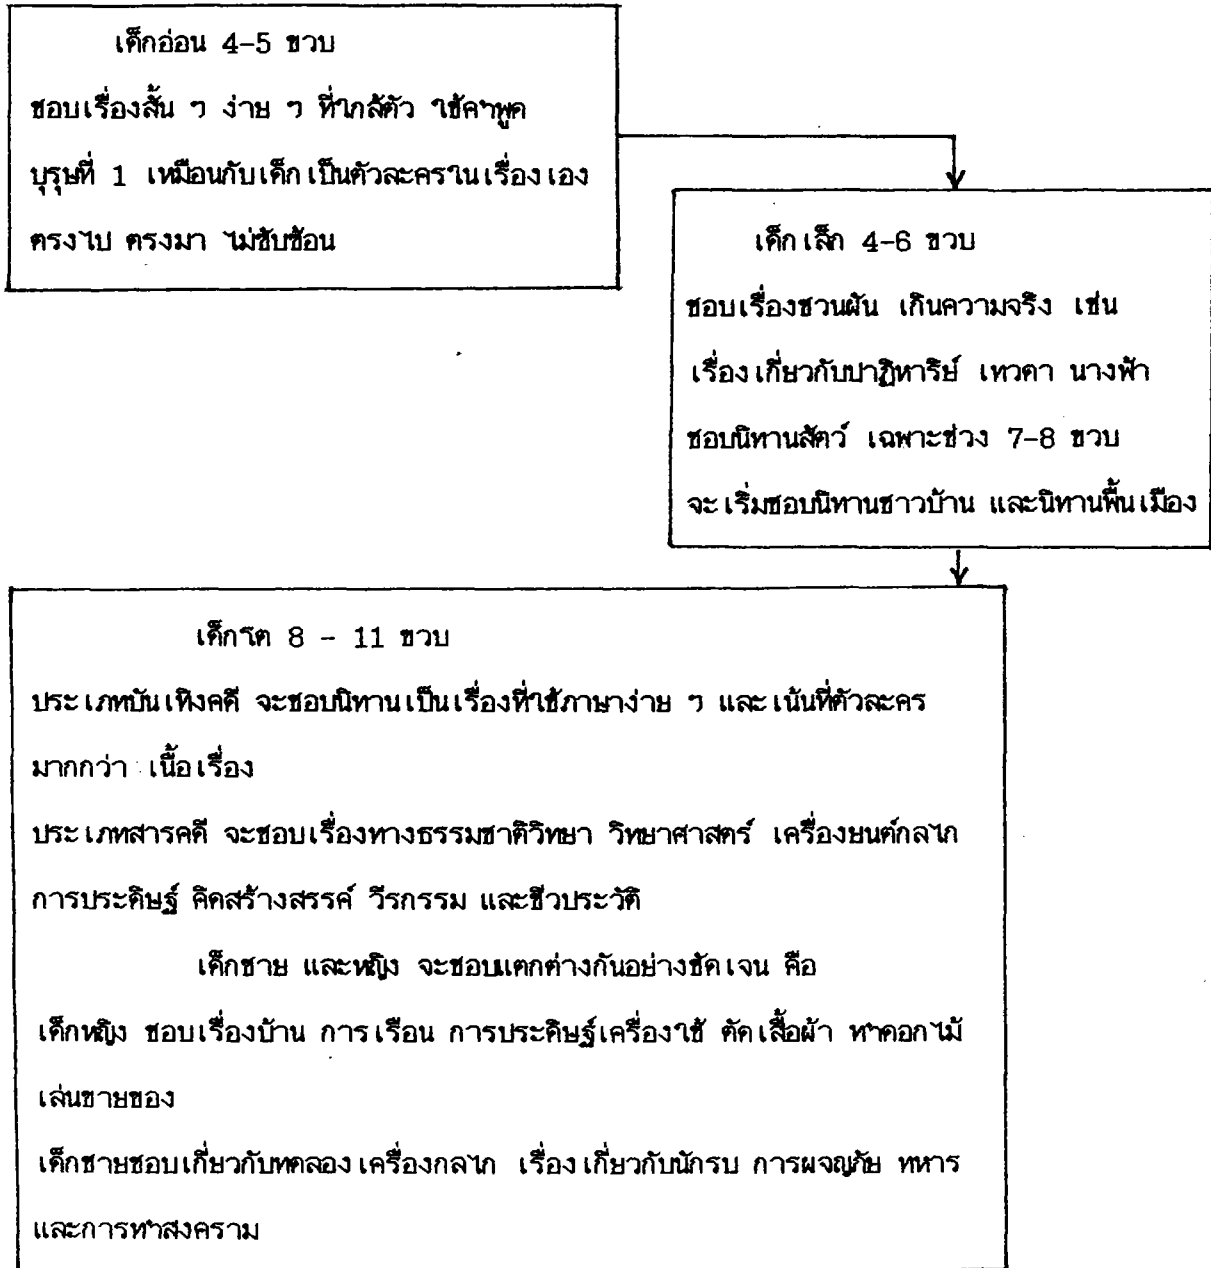 เด็กอ่อน 4-5 ขวบ
ชอบเรื่องสั้น ๆ ง่าย ๆ ที่ใกล้ตัว ใช้คำพูด
บุรุษที่ 1 เหมือนกับเด็กเป็นตัวละครในเรื่องเอง
ตรงไป ตรงมา ไม่ซับซ้อน
เด็กเล็ก 4-6 ขวบ
ชอบเรื่องชวนฝัน เกินความจริง เช่น
เรื่องเกี่ยวกับปาฏิหาริย์ เทวดา นางฟ้า
ชอบนิทานสัตว์ เฉพาะช่วง 7-8 ขวบ
จะเริ่มชอบนิทานชาวบ้าน และนิทานพื้นเมือง
เด็กโต 8 - 11 ขวบ
ประเภทบันเทิงคดี จะชอบนิทานเป็นเรื่องที่ใช้ภาษาง่าย ๆ และเน้นที่ตัวละคร
มากกว่า เนื้อเรื่อง
ประเภทสารคดี จะชอบเรื่องทางธรรมชาติวิทยา วิทยาศาสตร์ เครื่องยนต์กลไก
การประดิษฐ์ คิดสร้างสรรค์ วีรกรรม และชีวประวัติ
เด็กชาย และหญิง จะชอบแตกต่างกันอย่างชัดเจน คือ
เด็กหญิง ชอบเรื่องบ้าน การเรือน การประดิษฐ์เครื่องใช้ ตัดเสื้อผ้า ทำดอกไม้
เล่นขายของ
เด็กชายชอบเกี่ยวกับทดลองเครื่องกลไก เรื่องเกี่ยวกับนักรบ การผจญภัย ทหาร
และการทำสงคราม